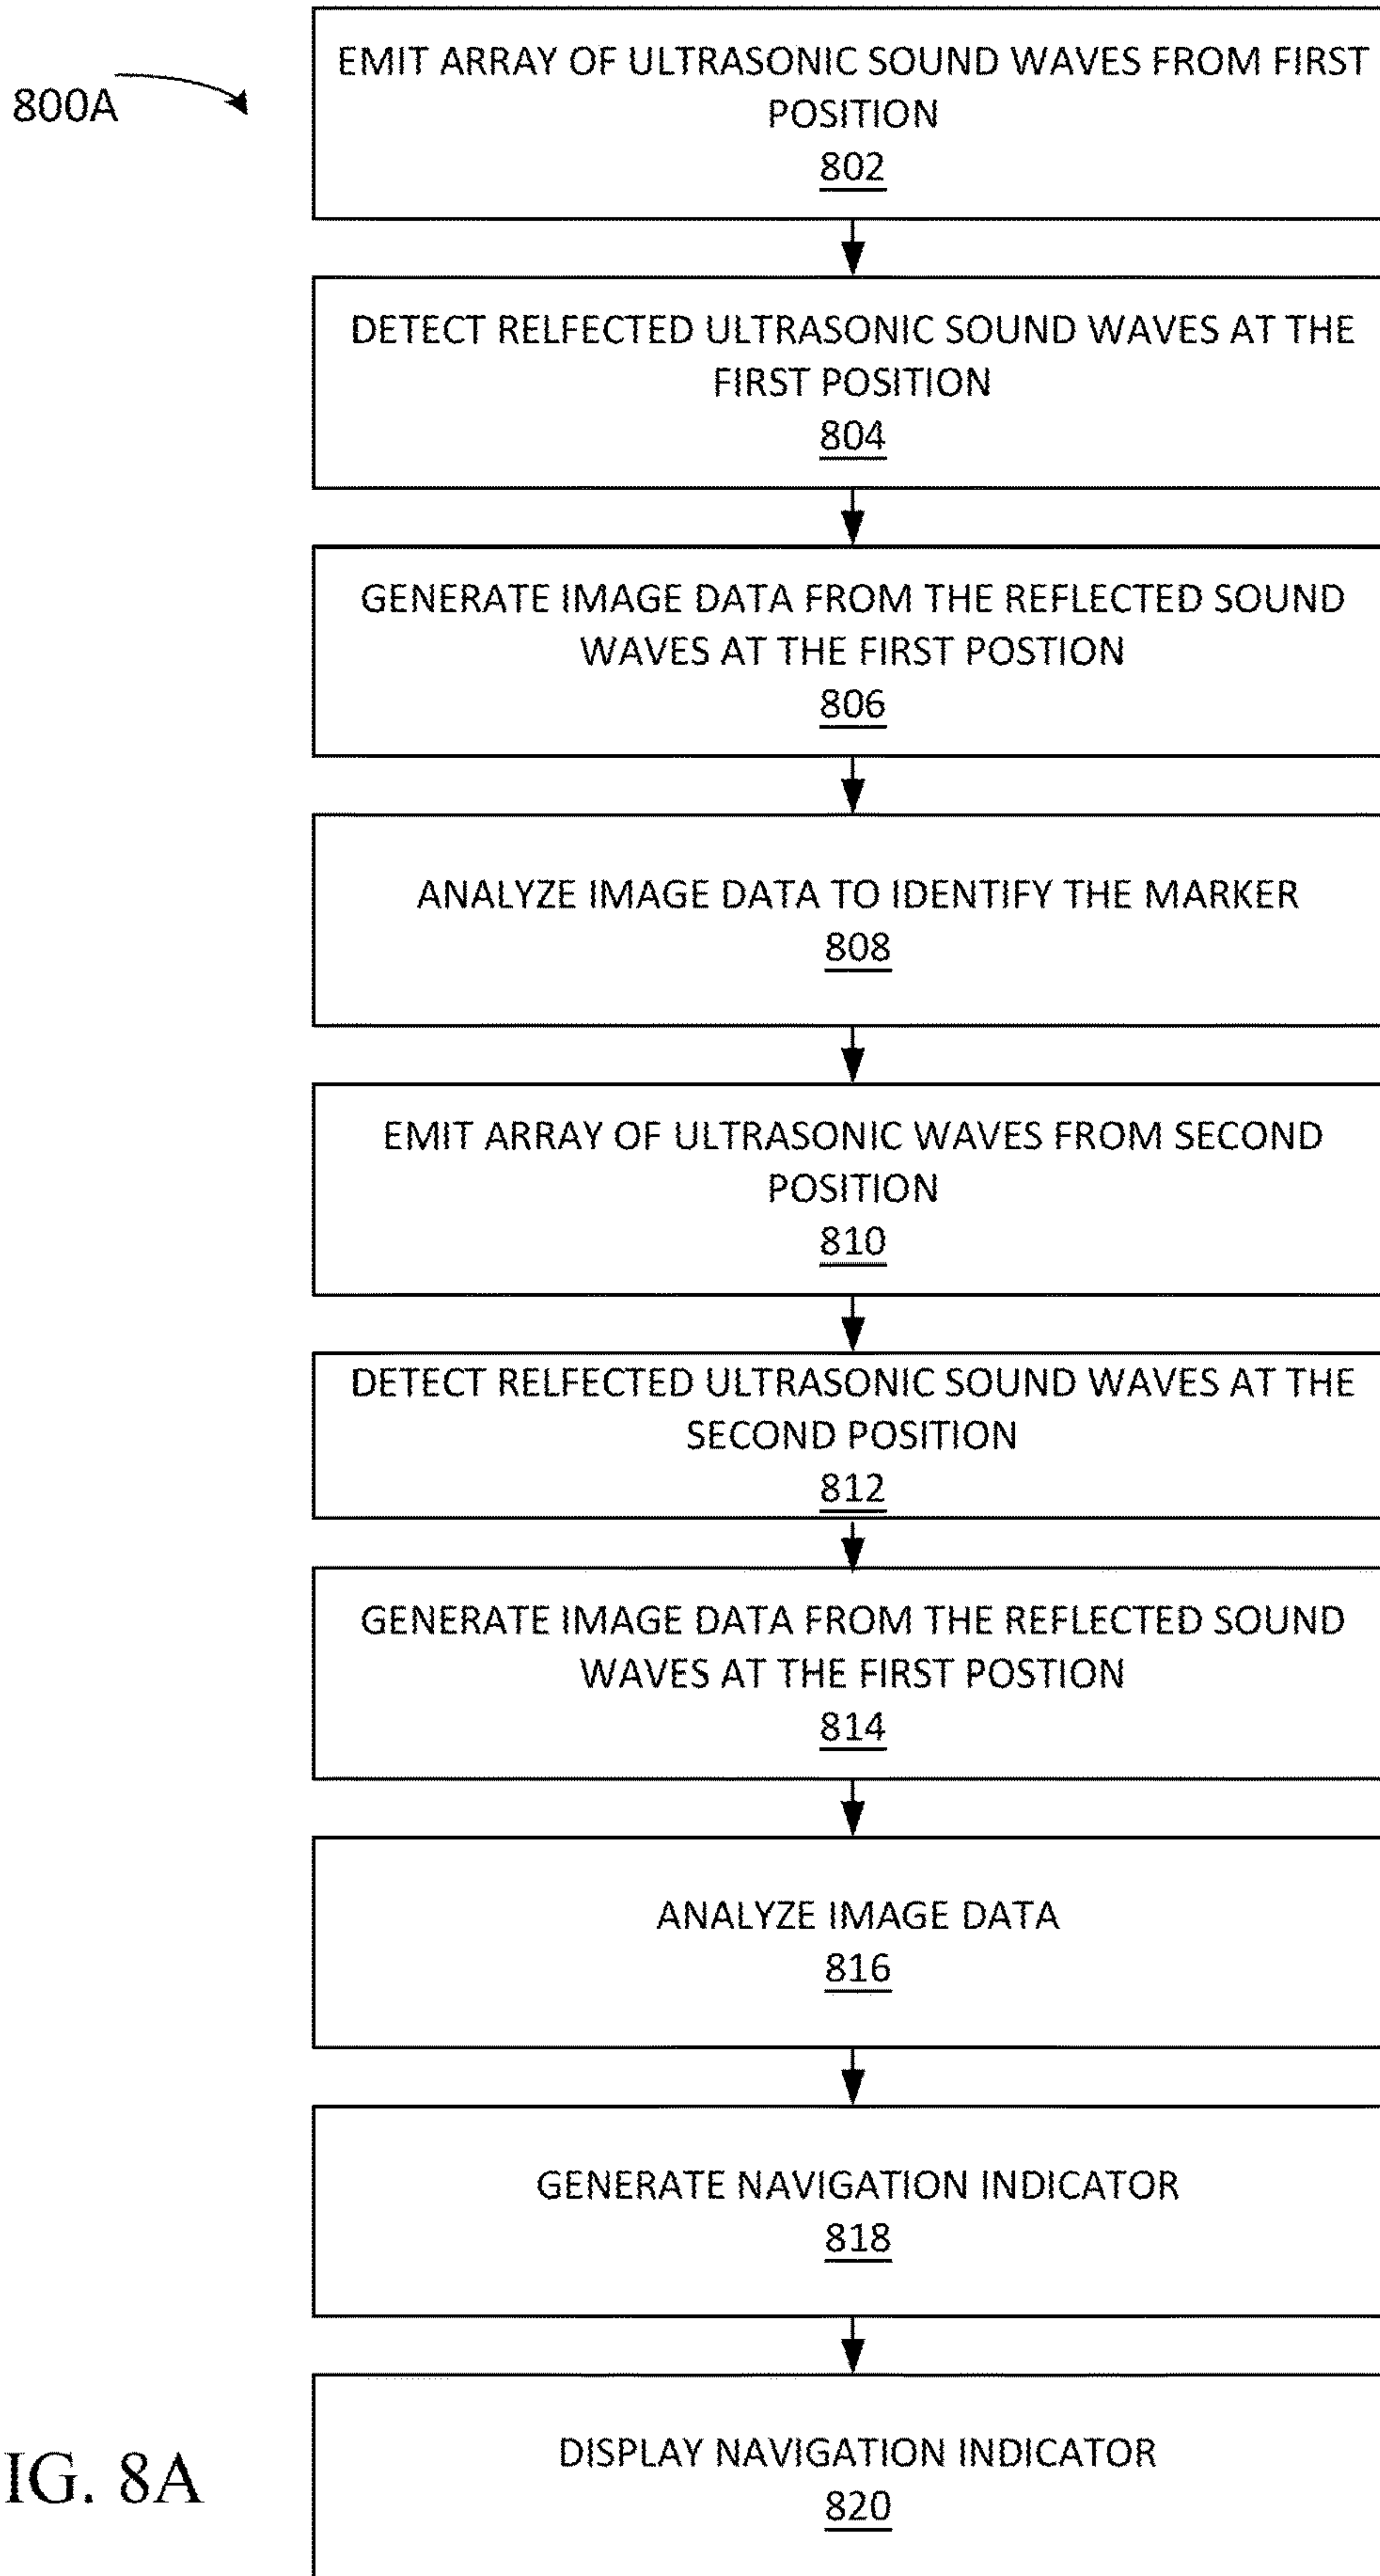 800A
EMIT ARRAY OF ULTRASONIC SOUND WAVES FROM FIRST
POSITION
802
DETECT RELFECTED ULTRASONIC SOUND WAVES AT THE
FIRST POSITION
804
GENERATE IMAGE DATA FROM THE REFLECTED SOUND
WAVES AT THE FIRST POSTION
806
ANALYZE IMAGE DATA TO IDENTIFY THE MARKER
808
EMIT ARRAY OF ULTRASONIC WAVES FROM SECOND
POSITION
810
DETECT RELFECTED ULTRASONIC SOUND WAVES AT THE
SECOND POSITION
812
GENERATE IMAGE DATA FROM THE REFLECTED SOUND
WAVES AT THE FIRST POSTION
814
ANALYZE IMAGE DATA
816
GENERATE NAVIGATION INDICATOR
818
DISPLAY NAVIGATION INDICATOR
820
IG. 8A